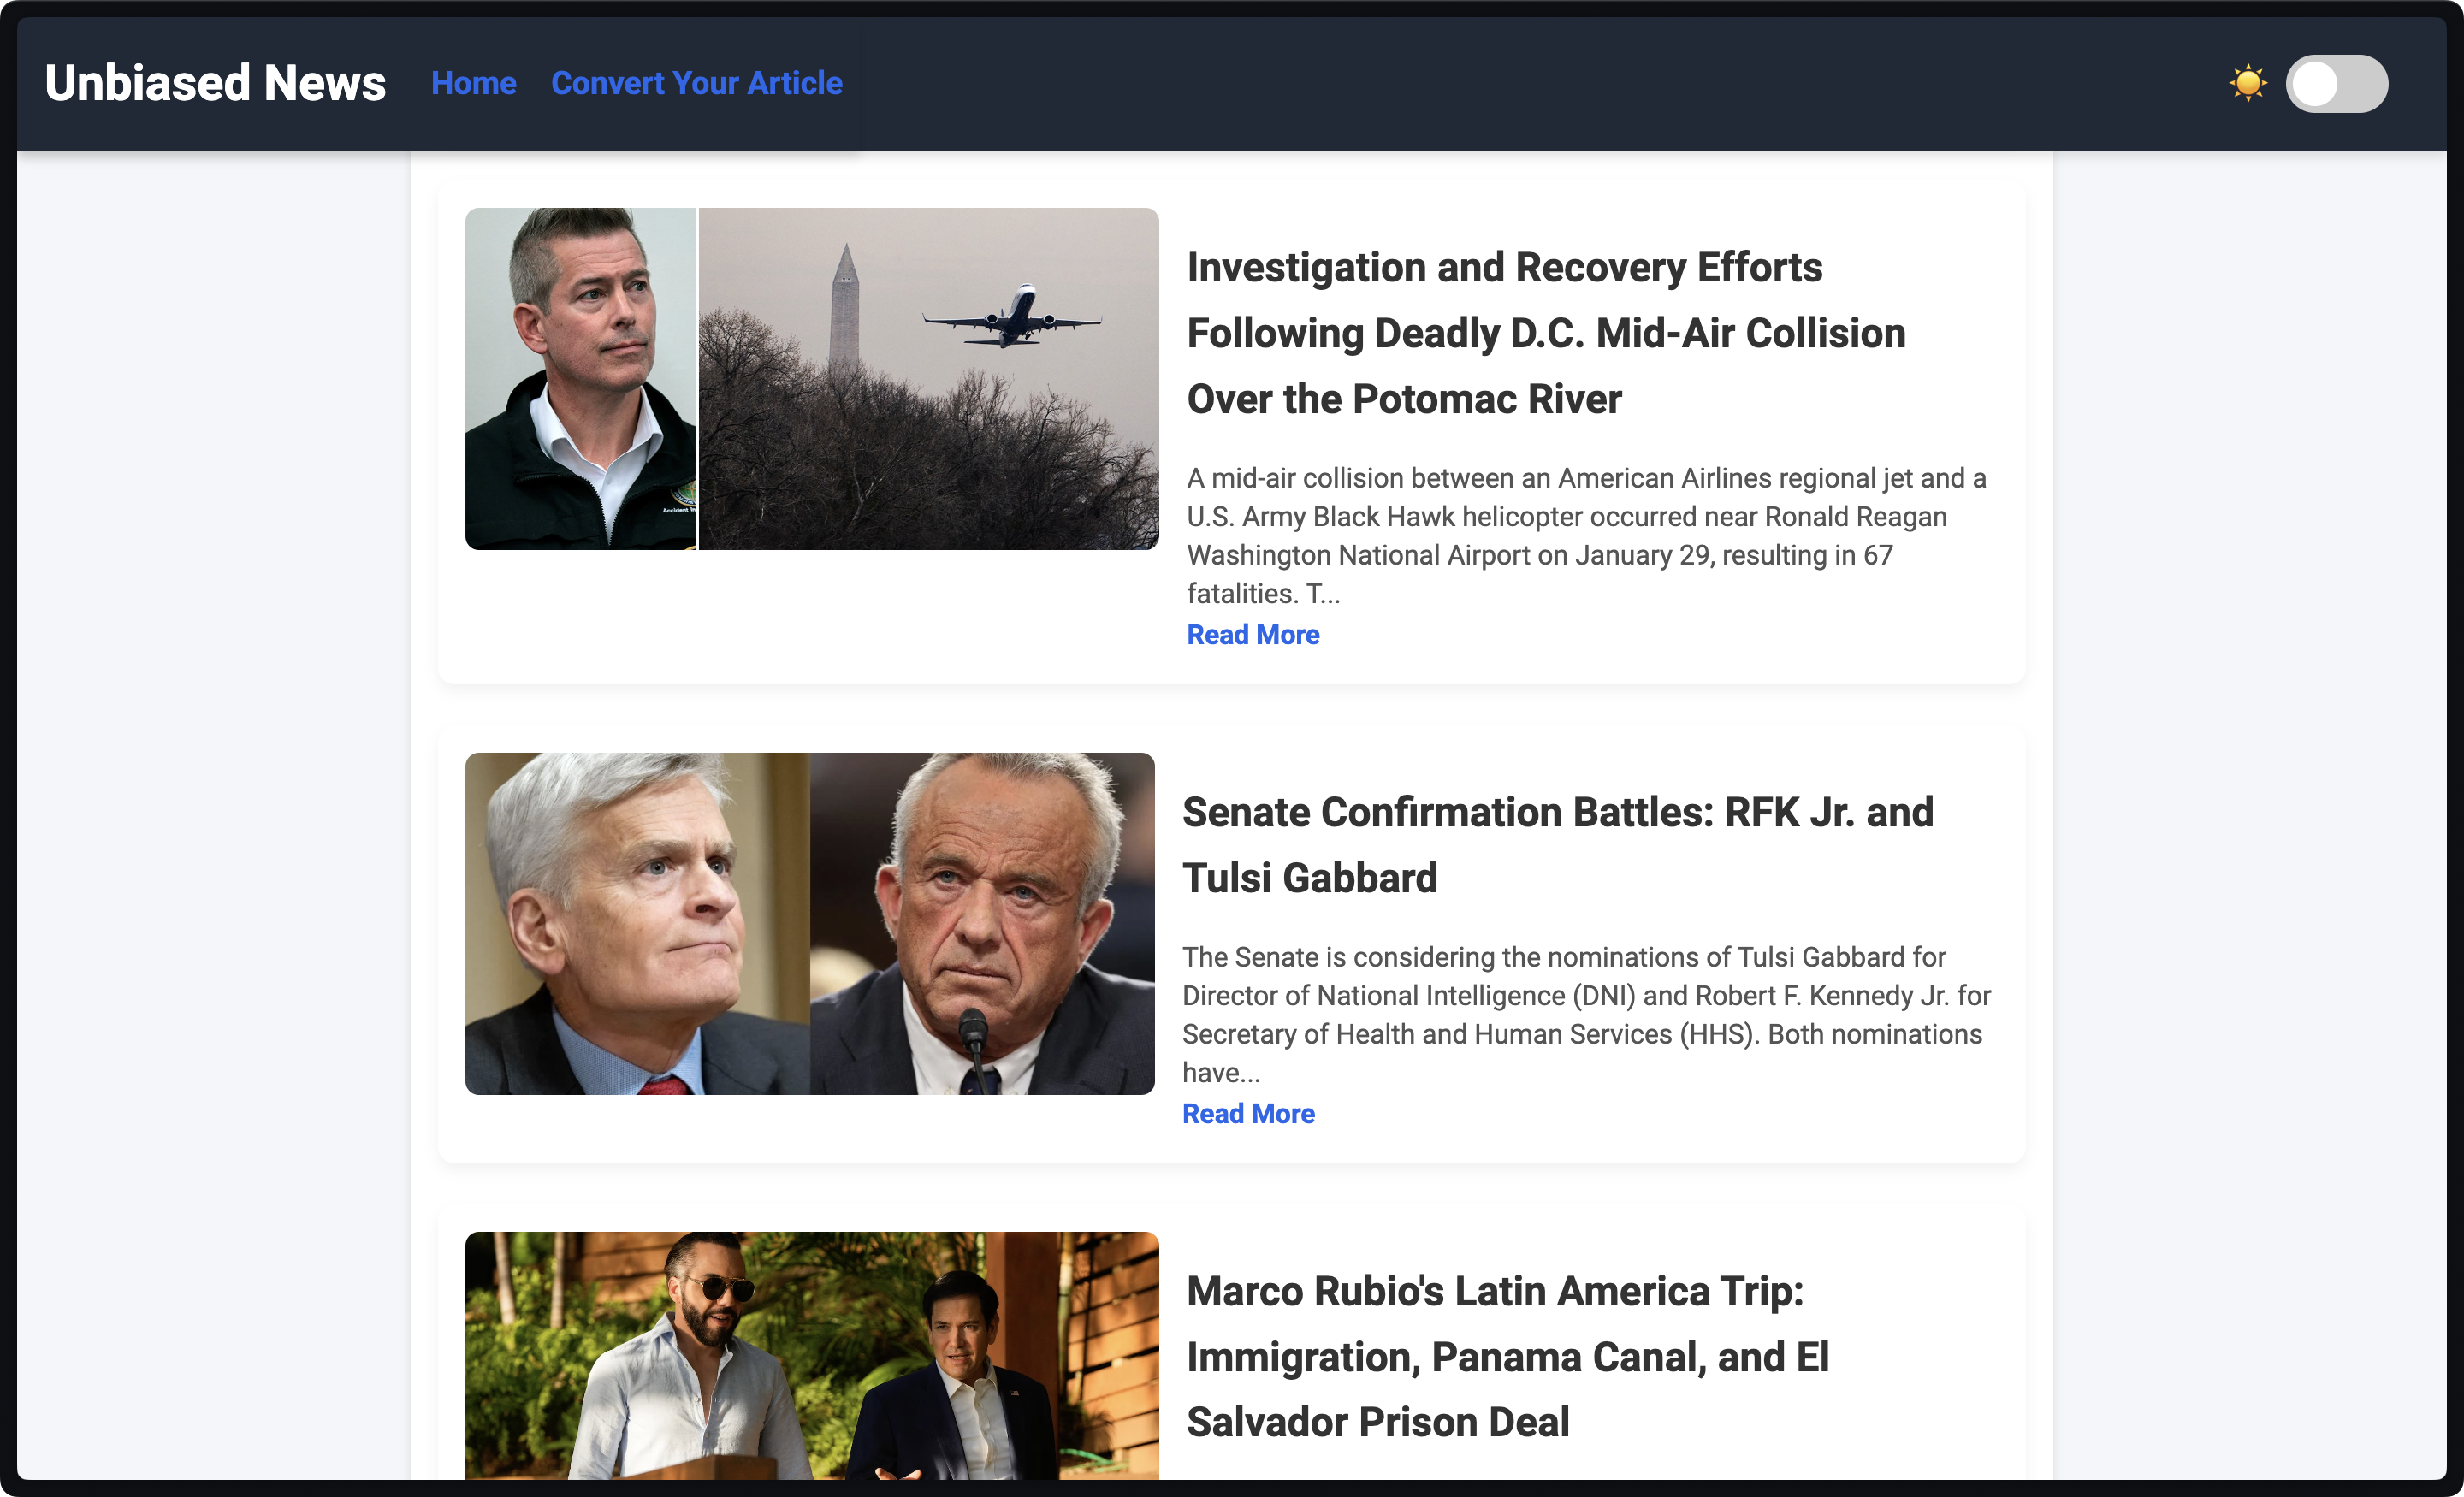 Unbiased News
Home
Convert Your Article
Investigation and Recovery Efforts
Following Deadly D.C. Mid-Air Collision
Over the Potomac River
A mid-air collision between an American Airlines regional jet and a
U.S. Army Black Hawk helicopter occurred near Ronald Reagan
Washington National Airport on January 29, resulting in 67
fatalities. T...
Read More
Senate Confirmation Battles: RFK Jr. and
Tulsi Gabbard
The Senate is considering the nominations of Tulsi Gabbard for
Director of National Intelligence (DNI) and Robert F. Kennedy Jr. for
Secretary of Health and Human Services (HHS). Both nominations
have...
Read More
Marco Rubio's Latin America Trip:
Immigration, Panama Canal, and El
Salvador Prison Deal